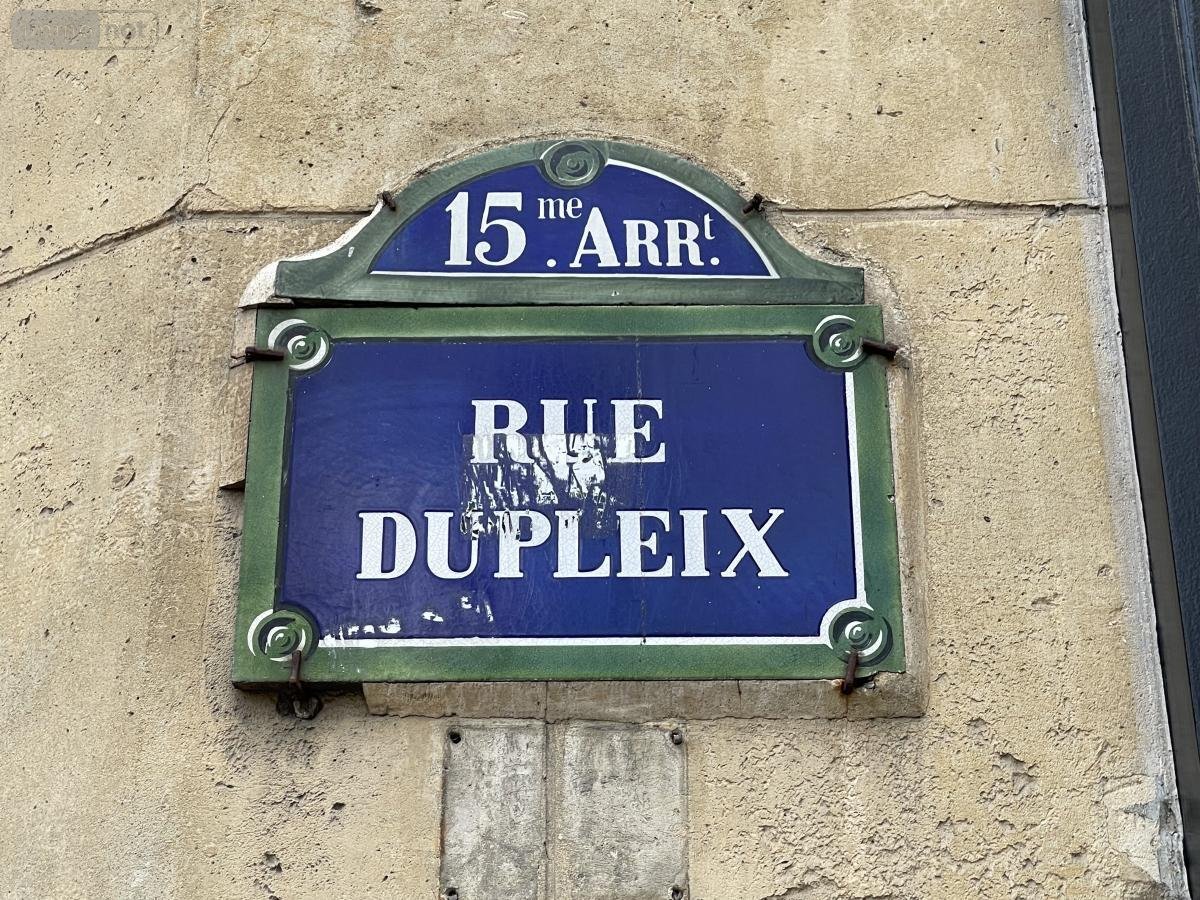 15me. ARRt.
RUE
DUPLEIX